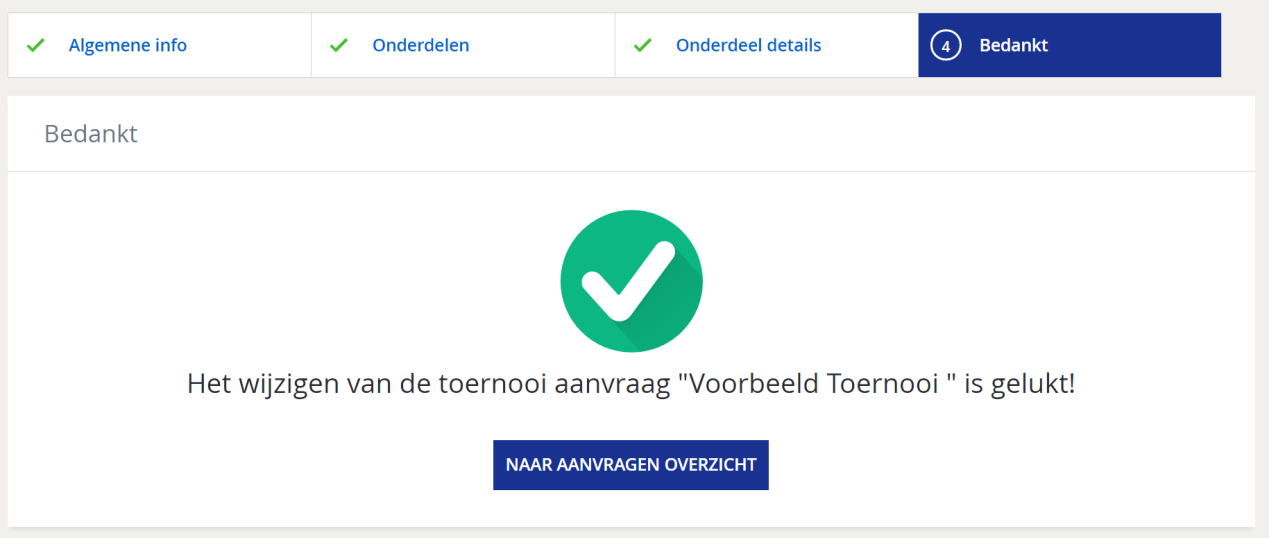 Algemene info
Onderdelen
Onderdeel details
4 Bedankt
Bedankt
Het wijzigen van de toernooi aanvraag "Voorbeeld Toernooi " is gelukt!
NAAR AANVRAGEN OVERZICHT